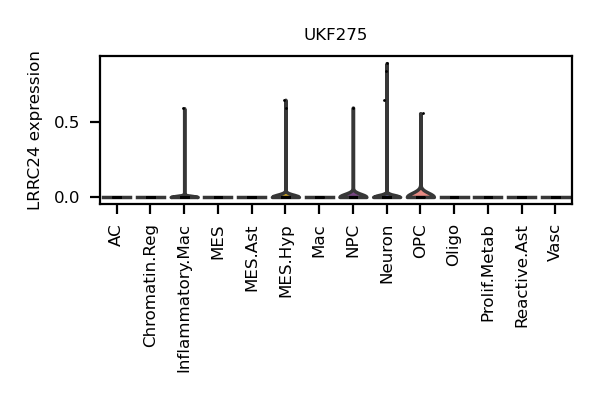 UKF275
LRRC24 expression
0.5
0.0
AC
Chromatin.Reg
Inflammatory.Mac
MES
MES.Ast
MES.Hyp
Mac
NPC
Neuron
OPC
Oligo
Prolif.Metab
Reactive.Ast
Vasc